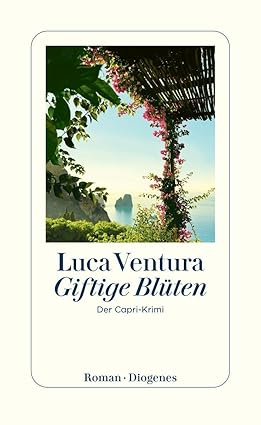 Luca Ventura
Giftige Blüten
Der Capri-Krimi
Roman · Diogenes